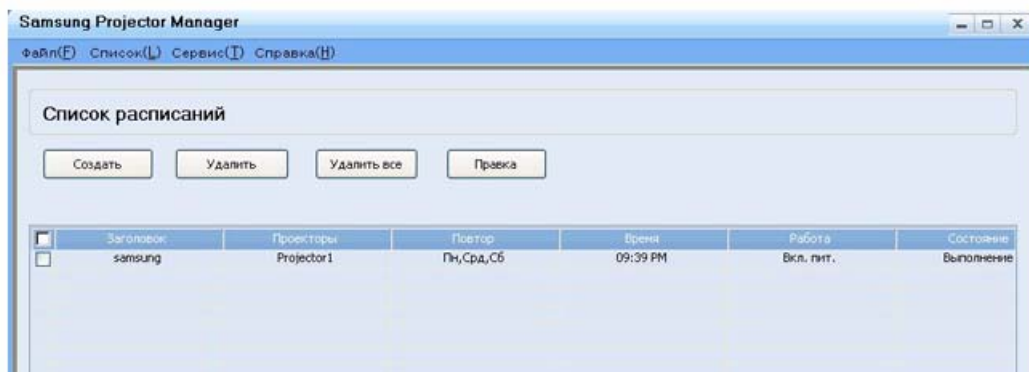 Samsung Projector Manager
Файл(F) Список(L) Сервис(T) Справка(H)
Список расписаний
Создать Удалить Удалить все Правка
Заголовок Проекторы Повтор Время Работа Состояние
samsung Projector1 Пн,Срд,Сб 09:39 PM Вкл. пит. Выполнение